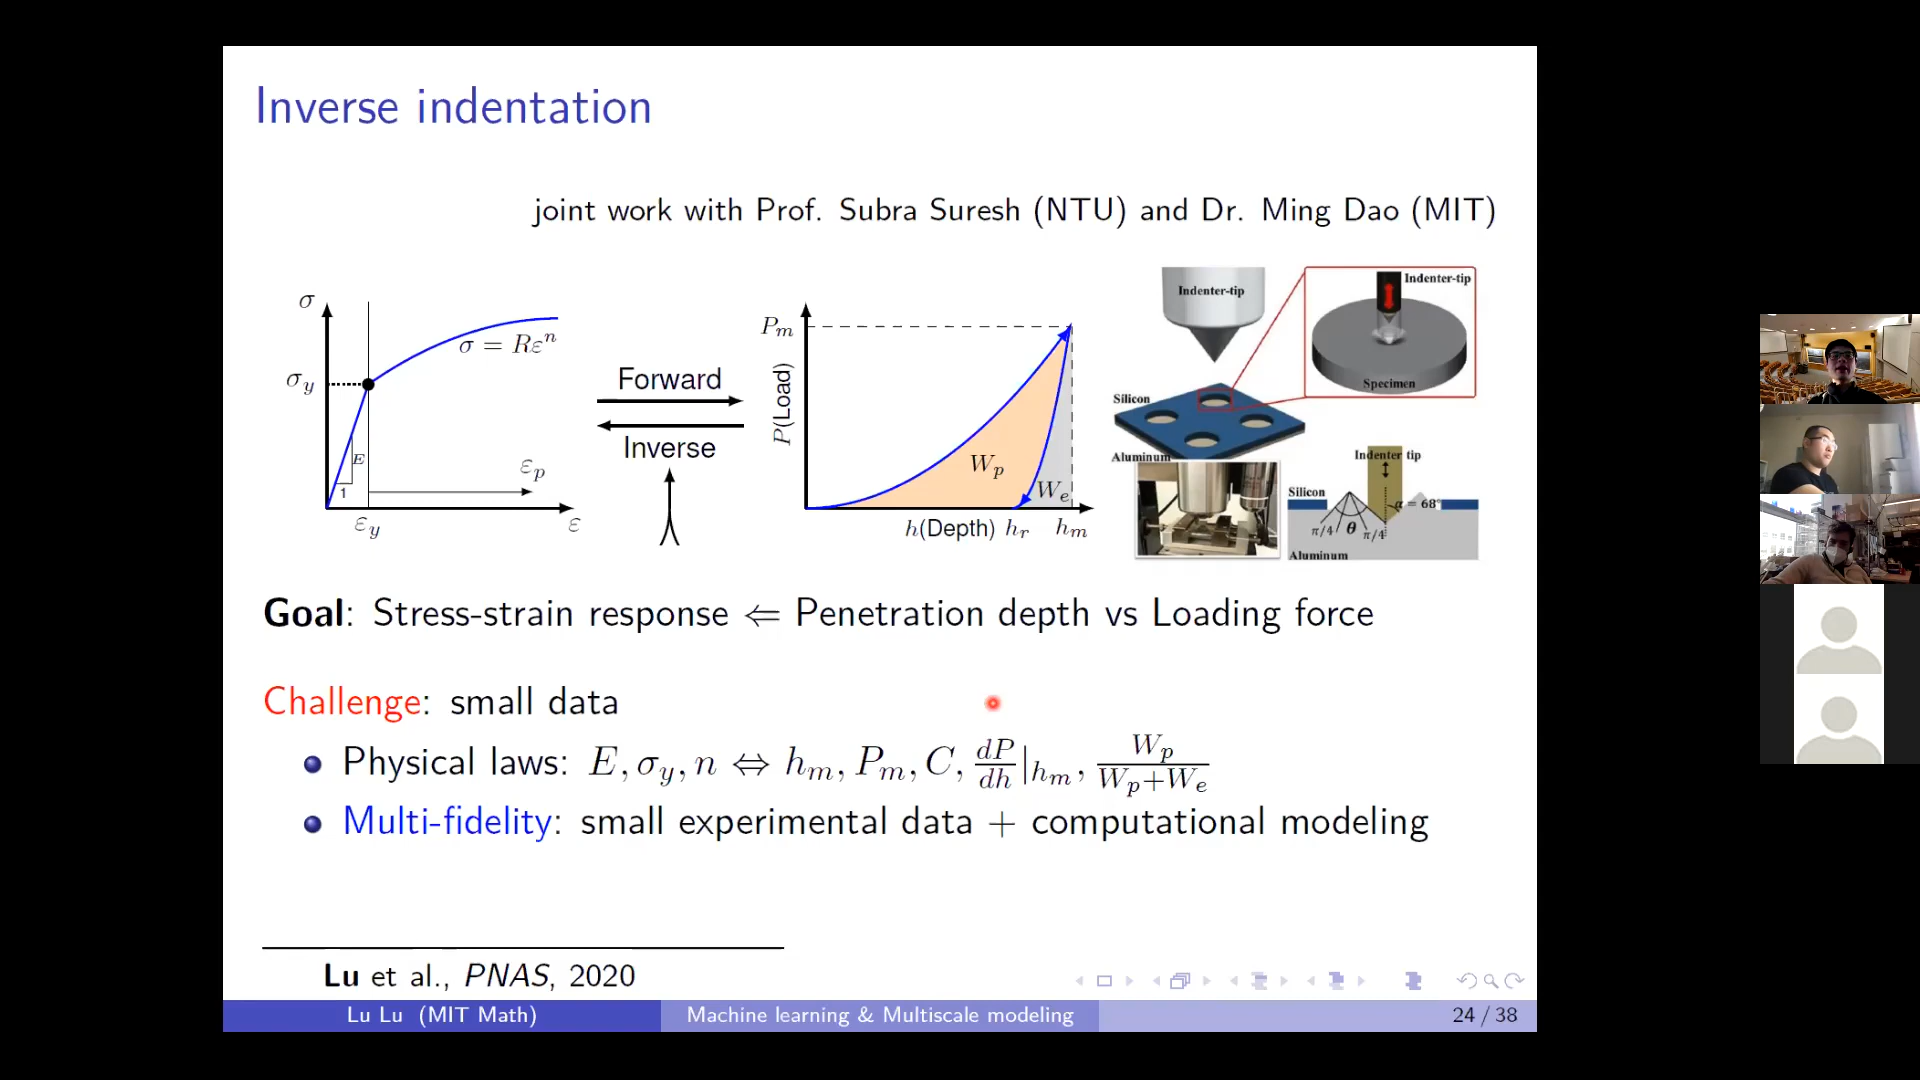 Inverse indentation
joint work with Prof. Subra Suresh (NTU) and Dr. Ming Dao (MIT)
σ
σ = Rεⁿ
σ_y
E
1
ε_p
ε_y
ε
Forward
Inverse
P_m
P(Load)
W_p
W_e
h(Depth) h_r h_m
Indenter-tip
Indenter-tip
Specimen
Silicon
Aluminum
Indenter tip
Silicon
α = 68°
π/4 θ π/4
Aluminum
Goal: Stress-strain response ⇐ Penetration depth vs Loading force
Challenge: small data
Physical laws: E, σ_y, n ⇔ h_m, P_m, C, dP/dh|h_m, W_p/(W_p+W_e)
Multi-fidelity: small experimental data + computational modeling
Lu et al., PNAS, 2020
Lu Lu (MIT Math) Machine learning & Multiscale modeling 24 / 38